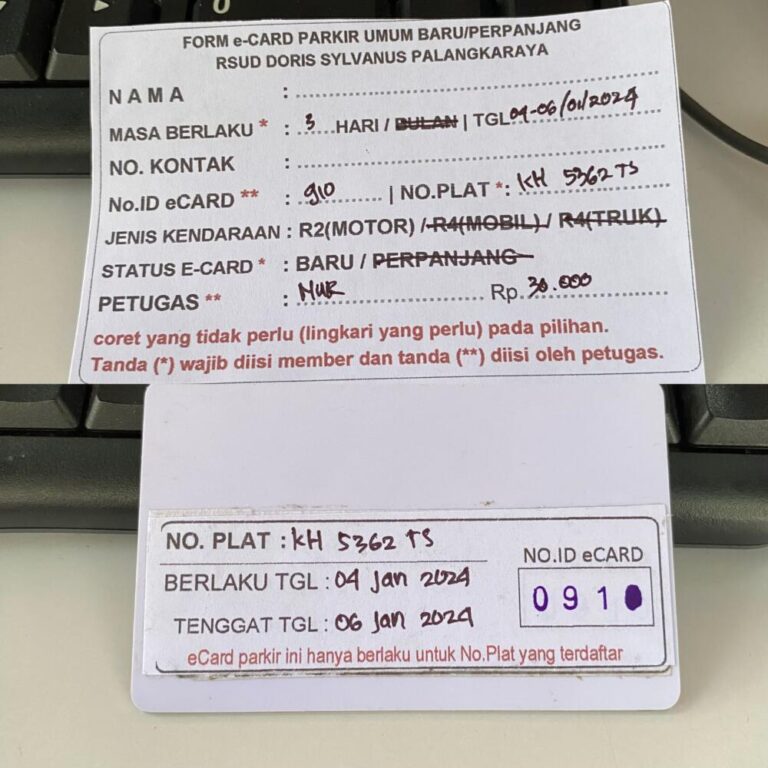 0
FORM e-CARD PARKIR UMUM BARU/PERPANJANG
RSUD DORIS SYLVANUS PALANGKARAYA
NAMA :
MASA BERLAKU * : 3 HARI / BULAN | TGL 04-06/01/2024
NO. KONTAK :
No.ID eCARD ** : 910 | NO.PLAT *: KH 5362 TS
JENIS KENDARAAN : R2(MOTOR) / R4(MOBIL) / R4(TRUK)
STATUS E-CARD * : BARU / PERPANJANG
PETUGAS ** : NUR Rp. 30.000
coret yang tidak perlu (lingkari yang perlu) pada pilihan.
Tanda (*) wajib diisi member dan tanda (**) diisi oleh petugas.
NO. PLAT : KH 5362 TS
BERLAKU TGL : 04 Jan 2024
TENGGAT TGL : 06 Jan 2024
NO.ID eCARD
0910
eCard parkir ini hanya berlaku untuk No.Plat yang terdaftar